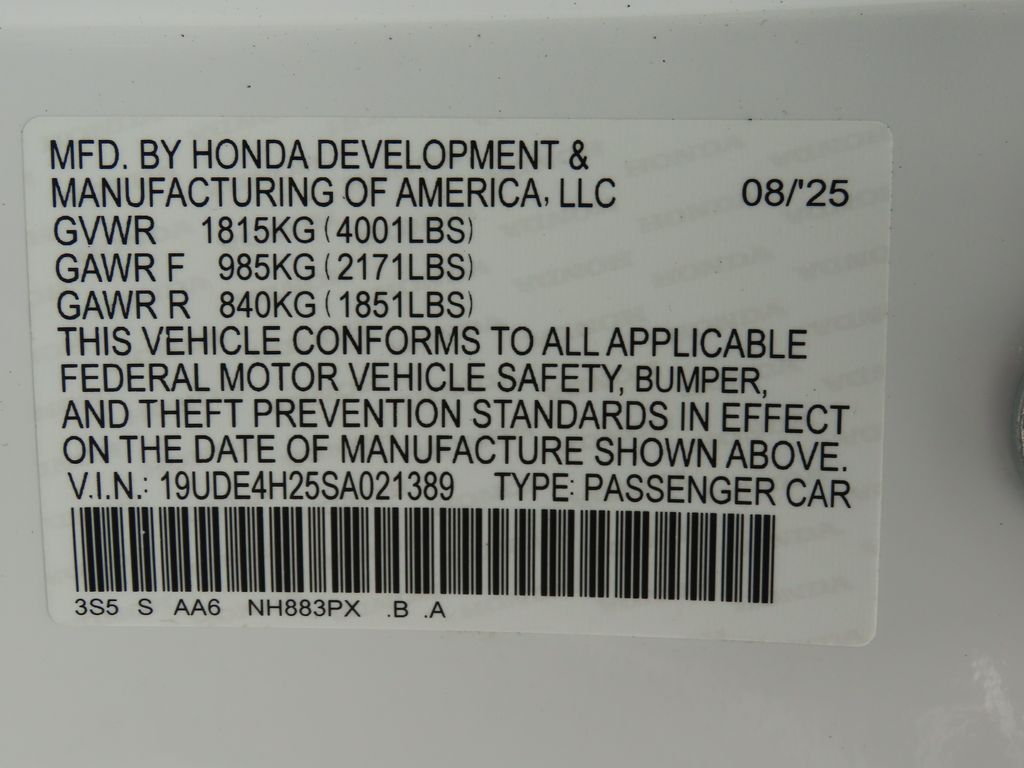 MFD. BY HONDA DEVELOPMENT &
MANUFACTURING OF AMERICA, LLC 08/'25
GVWR 1815KG (4001LBS)
GAWR F 985KG (2171LBS)
GAWR R 840KG (1851LBS)
THIS VEHICLE CONFORMS TO ALL APPLICABLE
FEDERAL MOTOR VEHICLE SAFETY, BUMPER,
AND THEFT PREVENTION STANDARDS IN EFFECT
ON THE DATE OF MANUFACTURE SHOWN ABOVE.
V.I.N.: 19UDE4H25SA021389 TYPE: PASSENGER CAR
3S5 S AA6 NH883PX .B .A